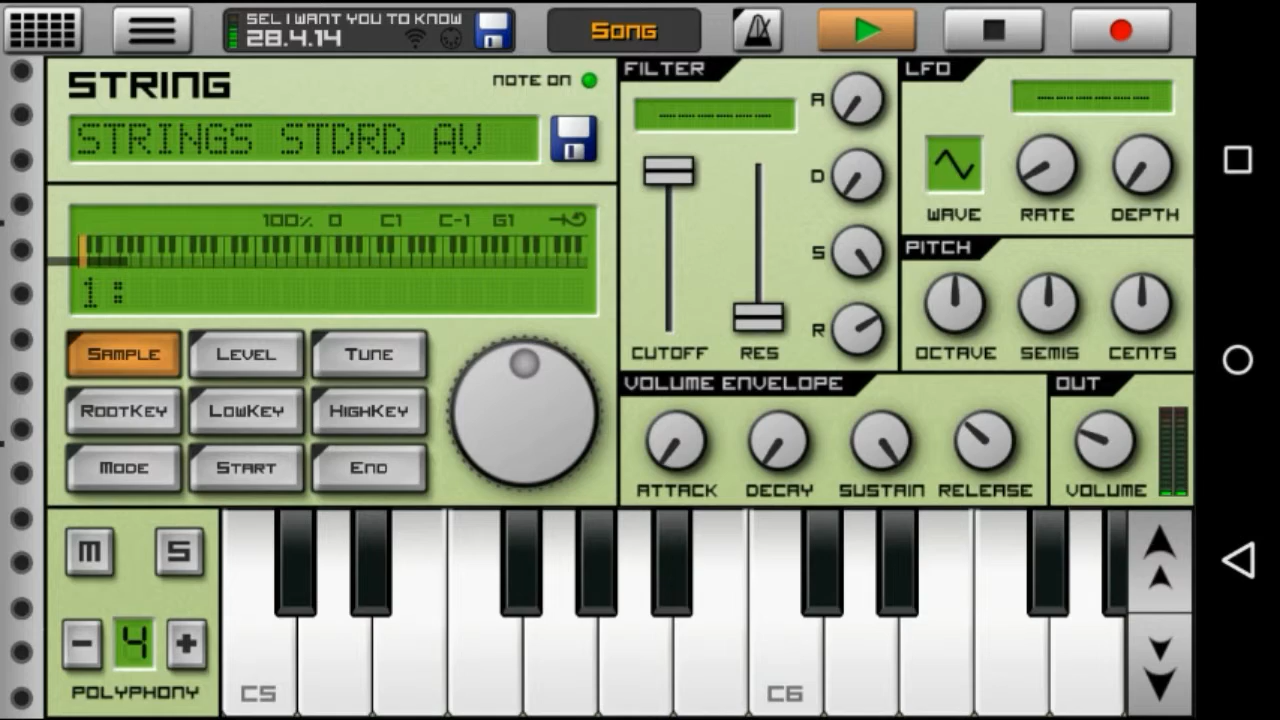 SEL I WANT YOU TO KNOW
28.4.14
SONG
STRING
NOTE ON
STRINGS STDRD AV
100% 0 C1 C-1 G1
1:
SAMPLE LEVEL TUNE
ROOTKEY LOWKEY HIGHKEY
MODE START END
FILTER
A
D
S
R
CUTOFF RES
LFO
WAVE RATE DEPTH
PITCH
OCTAVE SEMIS CENTS
VOLUME ENVELOPE
ATTACK DECAY SUSTAIN RELEASE
OUT
VOLUME
M S
- 4 +
POLYPHONY
C5 C6